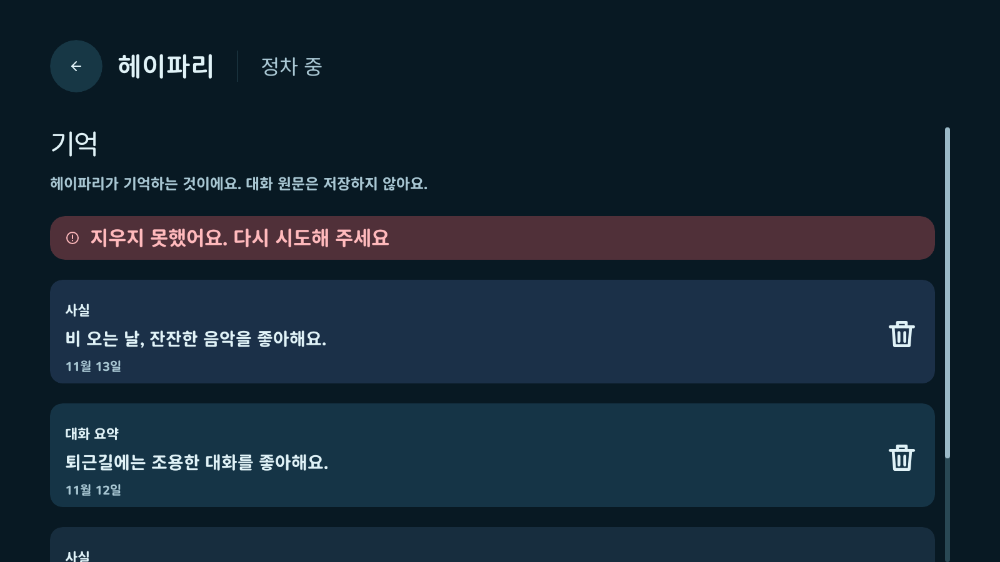 헤이파리
정차 중
기억
헤이파리가 기억하는 것이에요. 대화 원문은 저장하지 않아요.
지우지 못했어요. 다시 시도해 주세요
사실
비 오는 날, 잔잔한 음악을 좋아해요.
11월 13일
대화 요약
퇴근길에는 조용한 대화를 좋아해요.
11월 12일
사실